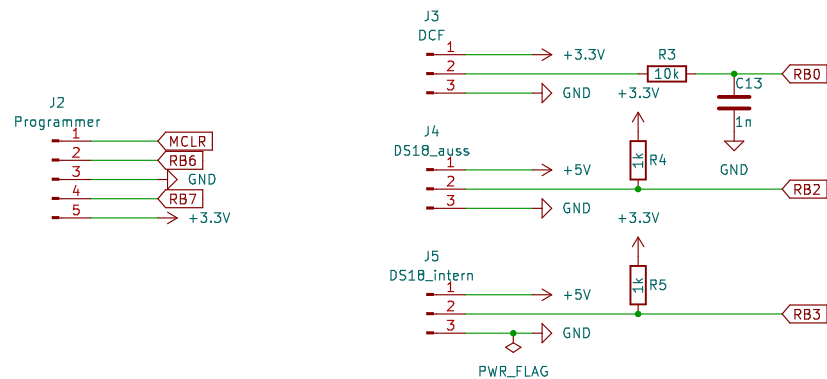 J2
Programmer
1
MCLR
2
RB6
3
GND
4
RB7
5
+3.3V
J3
DCF
1
+3.3V
2
R3
10k
RB0
3
GND
C13
1n
GND
J4
DS18_auss
1
+5V
2
+3.3V
1k
R4
RB2
3
GND
J5
DS18_intern
1
+5V
2
+3.3V
1k
R5
RB3
3
GND
PWR_FLAG